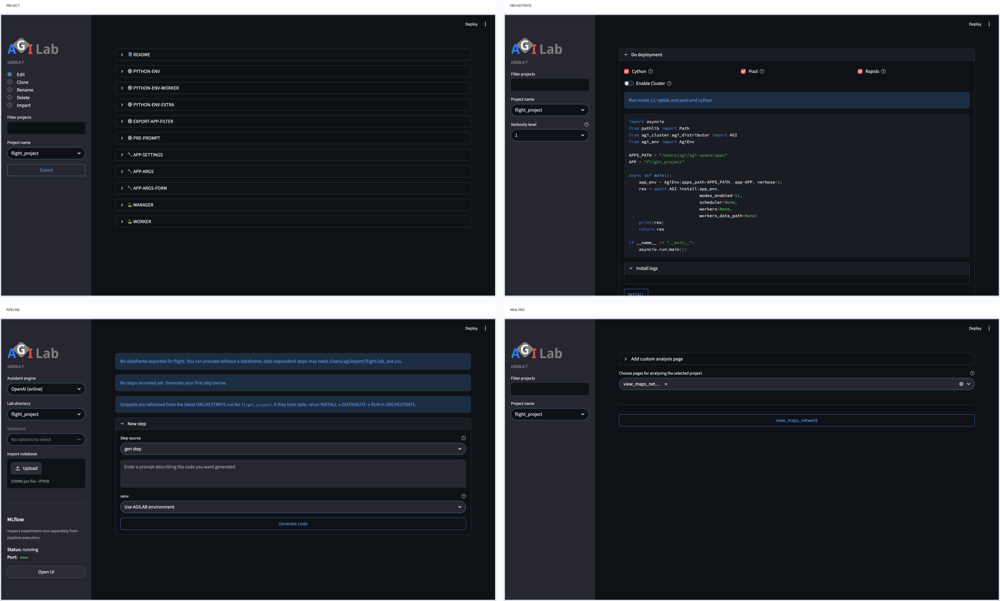 PROJECT
Deploy
AGI Lab
v2026.4.7
Edit
Clone
Rename
Delete
Import
Filter projects
Project name
flight_project
Export
README
PYTHON-ENV
PYTHON-ENV-WORKER
PYTHON-ENV-EXTRA
EXPORT-APP-FILTER
PRE-PROMPT
APP-SETTINGS
APP-ARGS
APP-ARGS-FORM
MANAGER
WORKER
ORCHESTRATE
Deploy
AGI Lab
v2026.4.7
Filter projects
Project name
flight_project
Verbosity level
1
Do deployment
Cython
Pool
Rapids
Enable Cluster
Run mode 11: rapids and pool and cython
import asyncio
from pathlib import Path
from agi_cluster.agi_distributor import AGI
from agi_env import AgiEnv
APPS_PATH = "/Users/agi/agi-space/apps"
APP = "flight_project"
async def main():
    app_env = AgiEnv(apps_path=APPS_PATH, app=APP, verbose=1)
    res = await AGI.install(app_env,
                            modes_enabled=11,
                            scheduler=None,
                            workers=None,
                            workers_data_path=None)
    print(res)
    return res
if __name__ == "__main__":
    asyncio.run(main())
Install logs
INSTALL
PIPELINE
Deploy
AGI Lab
v2026.4.7
Assistant engine
OpenAI (online)
Lab directory
flight_project
Dataframe
No options to select
Import notebook
Upload
200MB per file • IPYNB
MLflow
Inspect experiment runs separately from
pipeline execution.
Status: running
Port: 8905
Open UI
No dataframe exported for flight. You can proceed without a dataframe; data-dependent steps may need /Users/agi/export/flight/lab_out.csv.
No steps recorded yet. Generate your first step below.
Snippets are refreshed from the latest ORCHESTRATE run for flight_project. If they look stale, rerun INSTALL → DISTRIBUTE → RUN in ORCHESTRATE.
New step
Step source
gen step
Enter a prompt describing the code you want generated
venv
Use AGILAB environment
Generate code
ANALYSIS
Deploy
AGI Lab
v2026.4.7
Filter projects
Project name
flight_project
Add custom analysis page
Choose pages for analyzing the selected project
view_maps_net...
view_maps_network